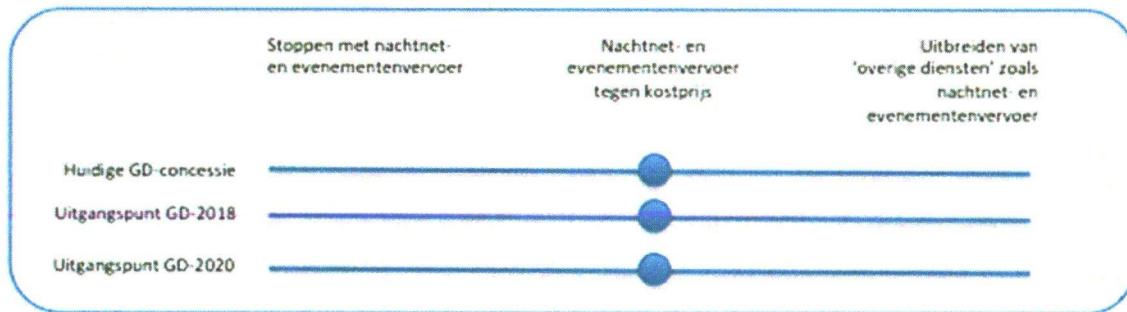 Stoppen met nachtnet-
en evenementenvervoer
Nachtnet- en
evenementenvervoer
tegen kostprijs
Uitbreiden van
'overige diensten' zoals
nachtnet- en
evenementenvervoer
Huidige GD-concessie
Uitgangspunt GD-2018
Uitgangspunt GD-2020